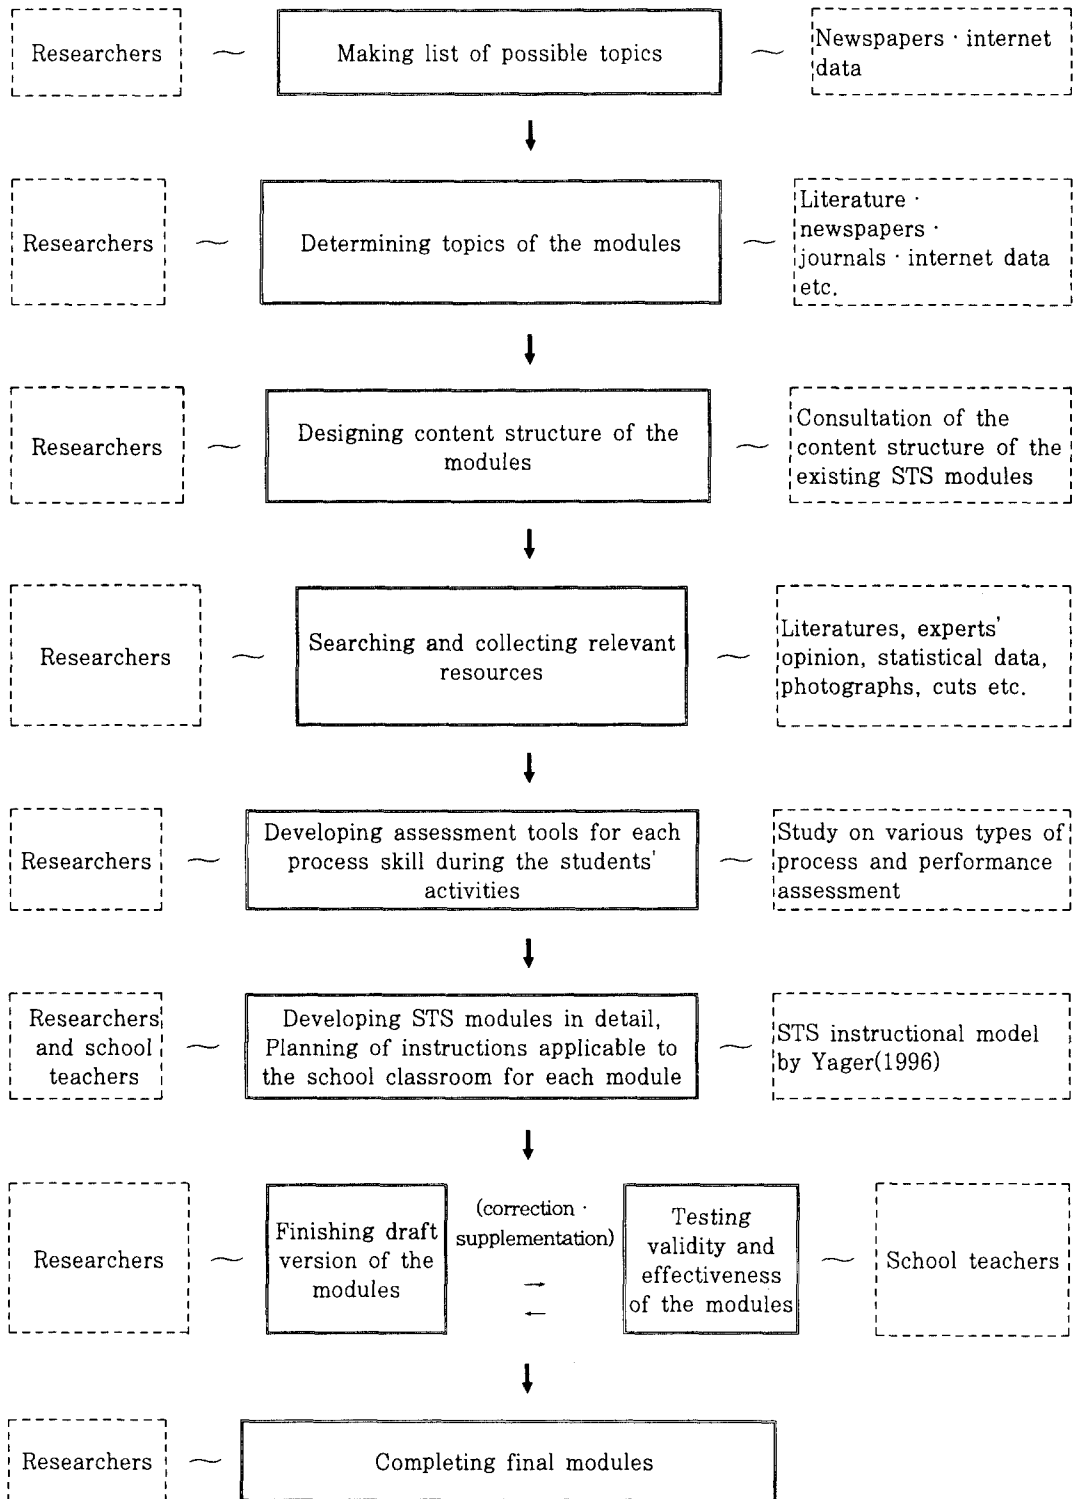 Researchers
Making list of possible topics
Newspapers · internet
data
Researchers
Determining topics of the modules
Literature ·
newspapers ·
journals · internet data
etc.
Researchers
Designing content structure of the
modules
Consultation of the
content structure of the
existing STS modules
Researchers
Searching and collecting relevant
resources
Literatures, experts'
opinion, statistical data,
photographs, cuts etc.
Researchers
Developing assessment tools for each
process skill during the students'
activities
Study on various types of
process and performance
assessment
Researchers
and school
teachers
Developing STS modules in detail,
Planning of instructions applicable to
the school classroom for each module
STS instructional model
by Yager(1996)
Researchers
Finishing draft
version of the
modules
(correction ·
supplementation)
Testing
validity and
effectiveness
of the modules
School teachers
Researchers
Completing final modules